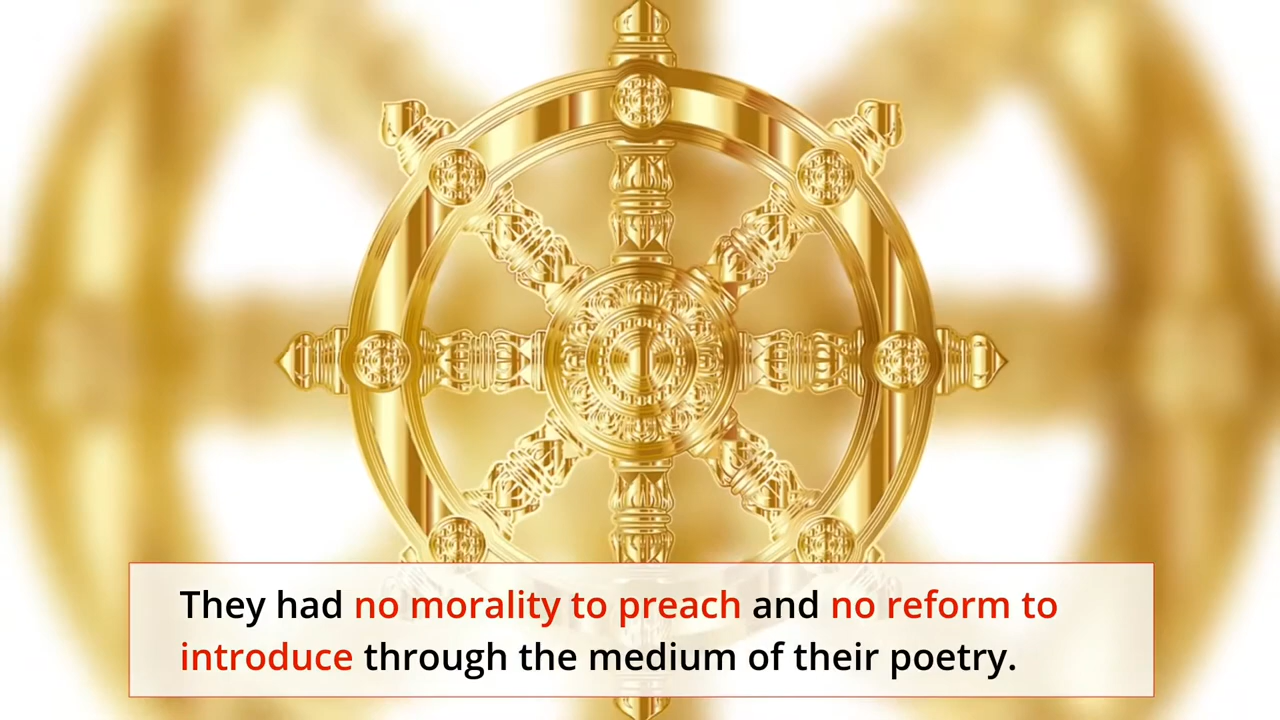 They had no morality to preach and no reform to
introduce through the medium of their poetry.